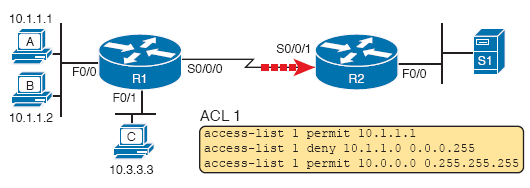 10.1.1.1
A
B
10.1.1.2
F0/0
R1
S0/0/0
F0/1
C
10.3.3.3
S0/0/1
R2
F0/0
S1
ACL 1
access-list 1 permit 10.1.1.1
access-list 1 deny 10.1.1.0 0.0.0.255
access-list 1 permit 10.0.0.0 0.255.255.255